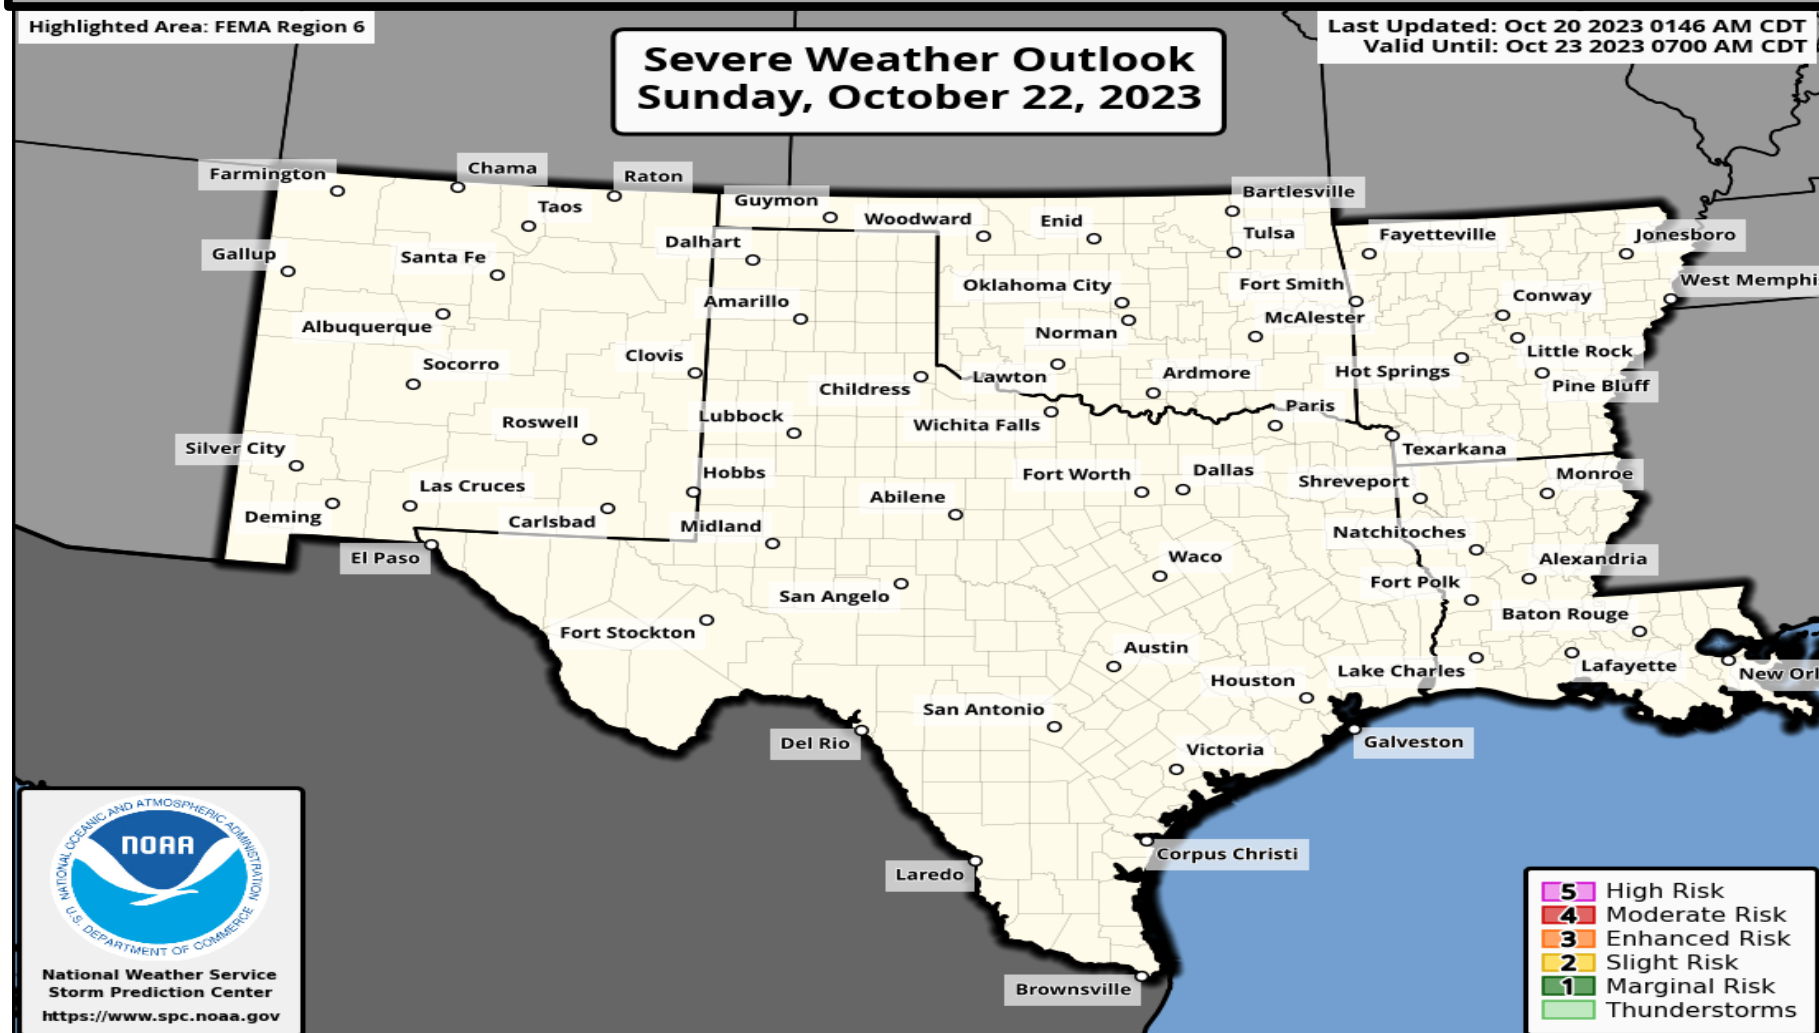 Highlighted Area: FEMA Region 6
Severe Weather Outlook
Sunday, October 22, 2023
Last Updated: Oct 20 2023 0146 AM CDT
Valid Until: Oct 23 2023 0700 AM CDT
Farmington
Chama
Raton
Taos
Guymon
Woodward
Enid
Bartlesville
Tulsa
Fayetteville
Jonesboro
Gallup
Santa Fe
Dalhart
Oklahoma City
Fort Smith
Conway
West Memphi
Albuquerque
Amarillo
Norman
McAlester
Little Rock
Socorro
Clovis
Childress
Lawton
Ardmore
Hot Springs
Pine Bluff
Roswell
Lubbock
Wichita Falls
Paris
Texarkana
Silver City
Las Cruces
Hobbs
Abilene
Fort Worth
Dallas
Shreveport
Monroe
Deming
Carlsbad
Midland
Natchitoches
El Paso
San Angelo
Waco
Fort Polk
Alexandria
Fort Stockton
Austin
Baton Rouge
Houston
Lake Charles
Lafayette
New Orl
San Antonio
Del Rio
Victoria
Galveston
Laredo
Corpus Christi
Brownsville
NATIONAL OCEANIC AND ATMOSPHERIC ADMINISTRATION
NOAA
U.S. DEPARTMENT OF COMMERCE
National Weather Service
Storm Prediction Center
https://www.spc.noaa.gov
5 High Risk
4 Moderate Risk
3 Enhanced Risk
2 Slight Risk
1 Marginal Risk
Thunderstorms